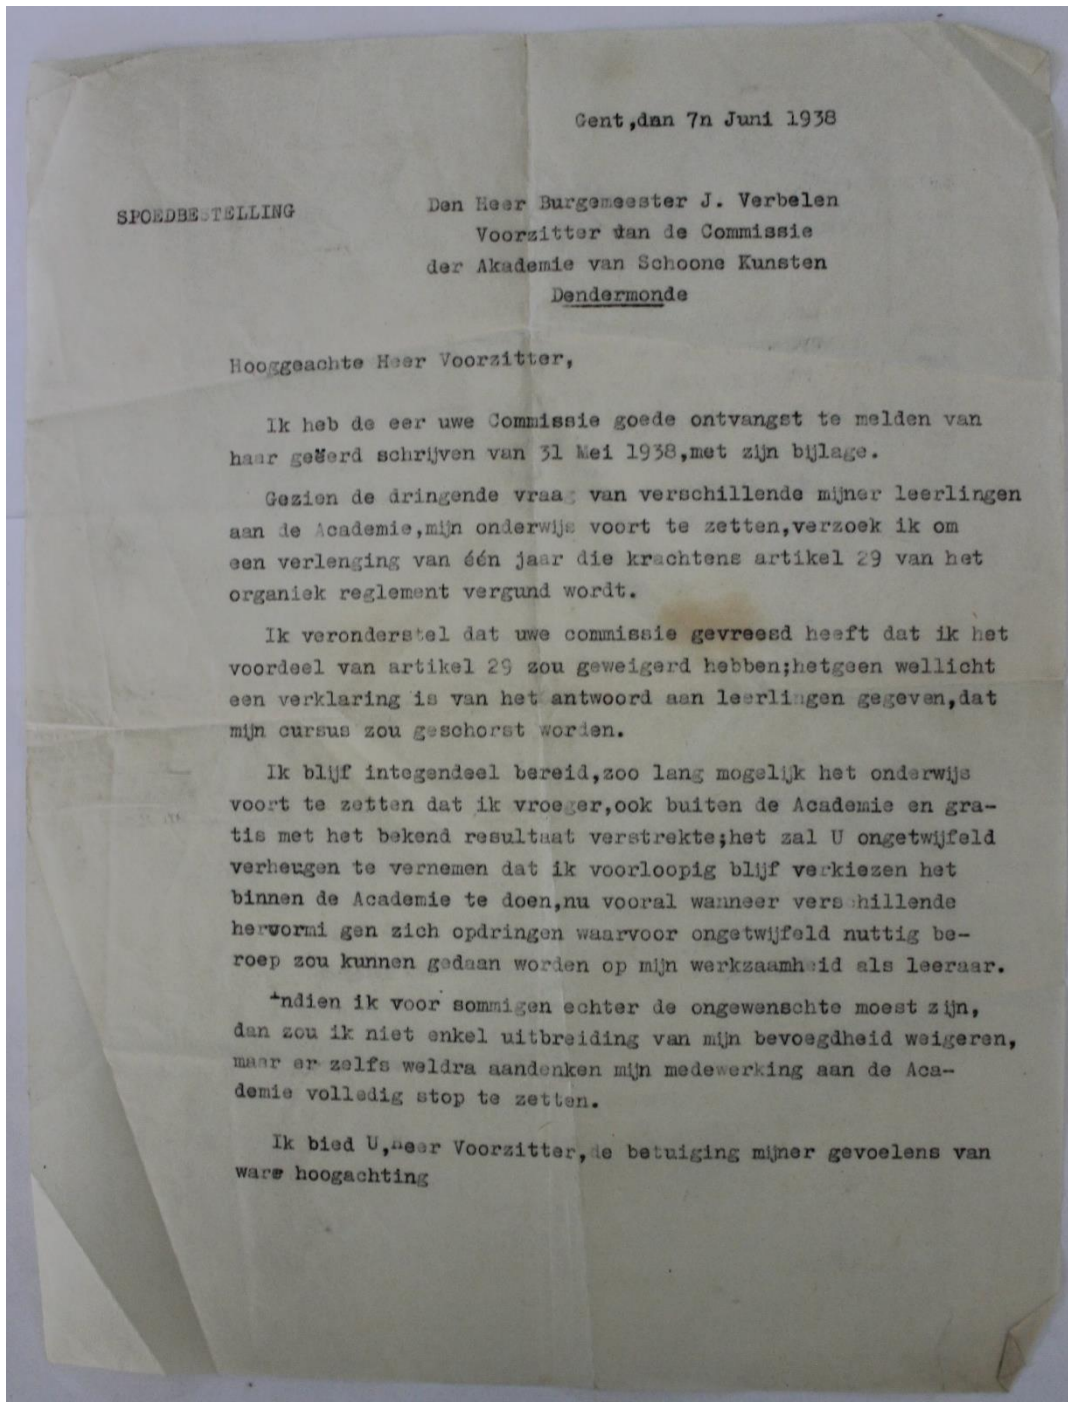 Gent,dan 7n Juni 1938
SPOEDBESTELLING
Den Heer Burgemeester J. Verbelen
Voorzitter van de Commissie
der Akademie van Schoone Kunsten
Dendermonde
Hooggeachte Heer Voorzitter,
Ik heb de eer uwe Commissie goede ontvangst te melden van
haar geëerd schrijven van 31 Mei 1938,met zijn bijlage.
Gezien de dringende vraag van verschillende mijner leerlingen
aan de Academie,mijn onderwijs voort te zetten,verzoek ik om
een verlenging van één jaar die krachtens artikel 29 van het
organiek reglement vergund wordt.
Ik veronderstel dat uwe commissie gevreesd heeft dat ik het
voordeel van artikel 29 zou geweigerd hebben;hetgeen wellicht
een verklaring is van het antwoord aan leerlingen gegeven,dat
mijn cursus zou geschorst worden.
Ik blijf integendeel bereid,zoo lang mogelijk het onderwijs
voort te zetten dat ik vroeger,ook buiten de Academie en gra-
tis met het bekend resultaat verstrekte;het zal U ongetwijfeld
verheugen te vernemen dat ik voorloopig blijf verkiezen het
binnen de Academie te doen,nu vooral wanneer verschillende
hervormi gen zich opdringen waarvoor ongetwijfeld nuttig be-
roep zou kunnen gedaan worden op mijn werkzaamheid als leeraar.
Indien ik voor sommigen echter de ongewenschte moest zijn,
dan zou ik niet enkel uitbreiding van mijn bevoegdheid weigeren,
maar er zelfs weldra aandenken mijn medewerking aan de Aca-
demie volledig stop te zetten.
Ik bied U,Heer Voorzitter,de betuiging mijner gevoelens van
ware hoogachting